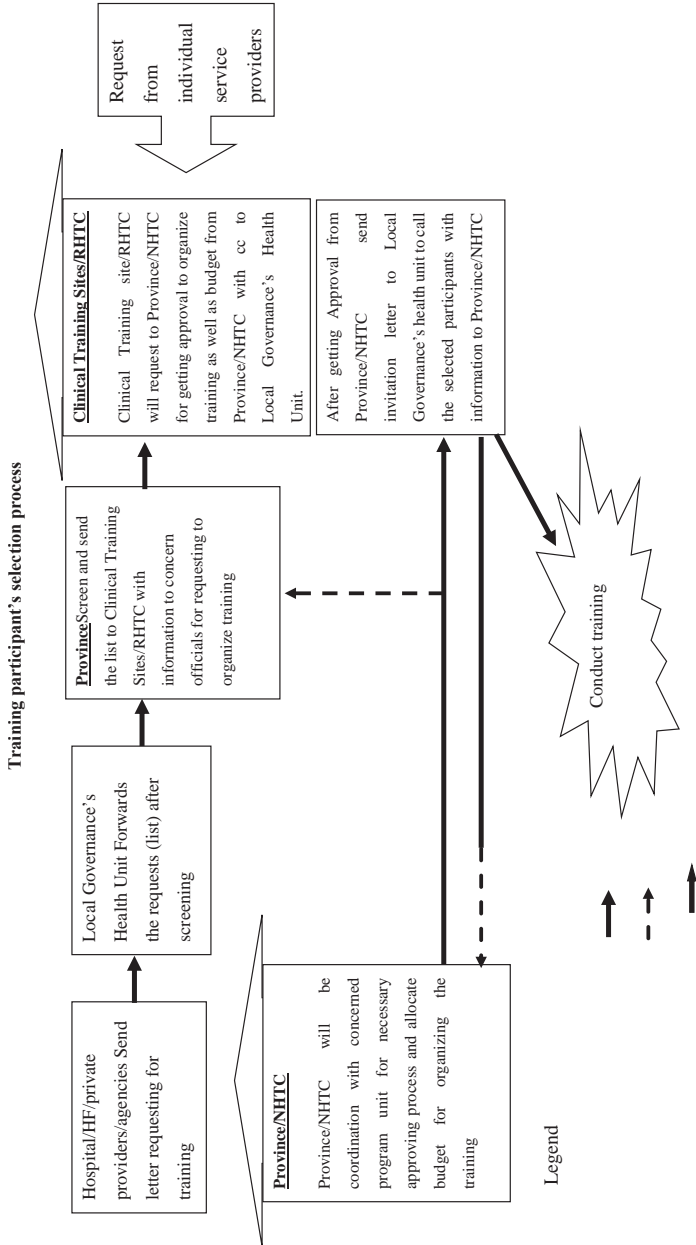 Training participant's selection process
Hospital/HF/private
providers/agencies Send
letter requesting for
training
Local Governance's
Health Unit Forwards
the requests (list) after
screening
ProvinceScreen and send
the list to Clinical Training
Sites/RHTC with
information to concern
officials for requesting to
organize training
Clinical Training Sites/RHTC
Clinical Training site/RHTC
will request to Province/NHTC
for getting approval to organize
training as well as budget from
Province/NHTC with cc to
Local Governance's Health
Unit.
Request
from
individual
service
providers
Province/NHTC
Province/NHTC will be
coordination with concerned
program unit for necessary
approving process and allocate
budget for organizing the
training
After getting Approval from
Province/NHTC send
invitation letter to Local
Governance's health unit to call
the selected participants with
information to Province/NHTC
Conduct training
Legend